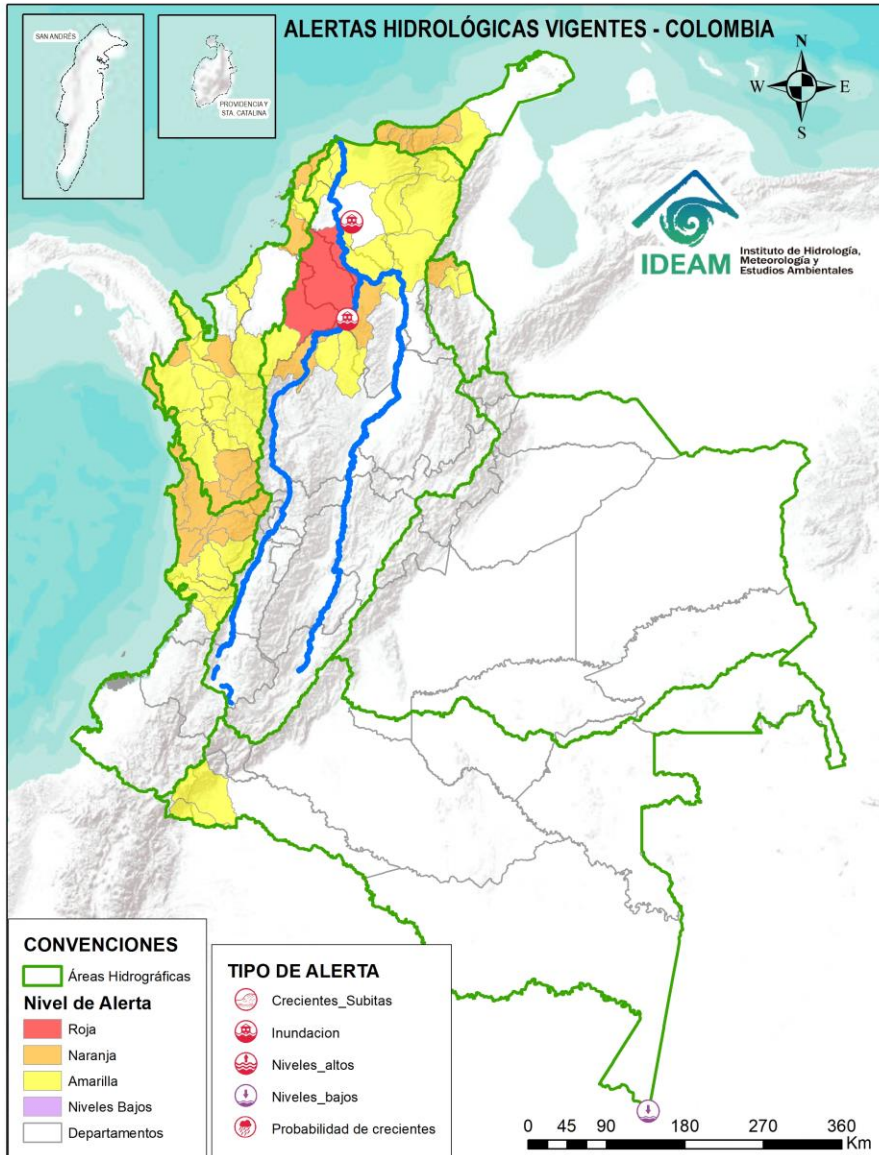 ALERTAS HIDROLÓGICAS VIGENTES - COLOMBIA
SAN ANDRÉS
PROVIDENCIA Y
STA. CATALINA
N
W
E
S
IDEAM
Instituto de Hidrología,
Meteorología y
Estudios Ambientales
CONVENCIONES
Áreas Hidrográficas
Nivel de Alerta
Roja
Naranja
Amarilla
Niveles Bajos
Departamentos
TIPO DE ALERTA
Crecientes_Subitas
Inundacion
Niveles_altos
Niveles_bajos
Probabilidad de crecientes
0 45 90 180 270 360
Km